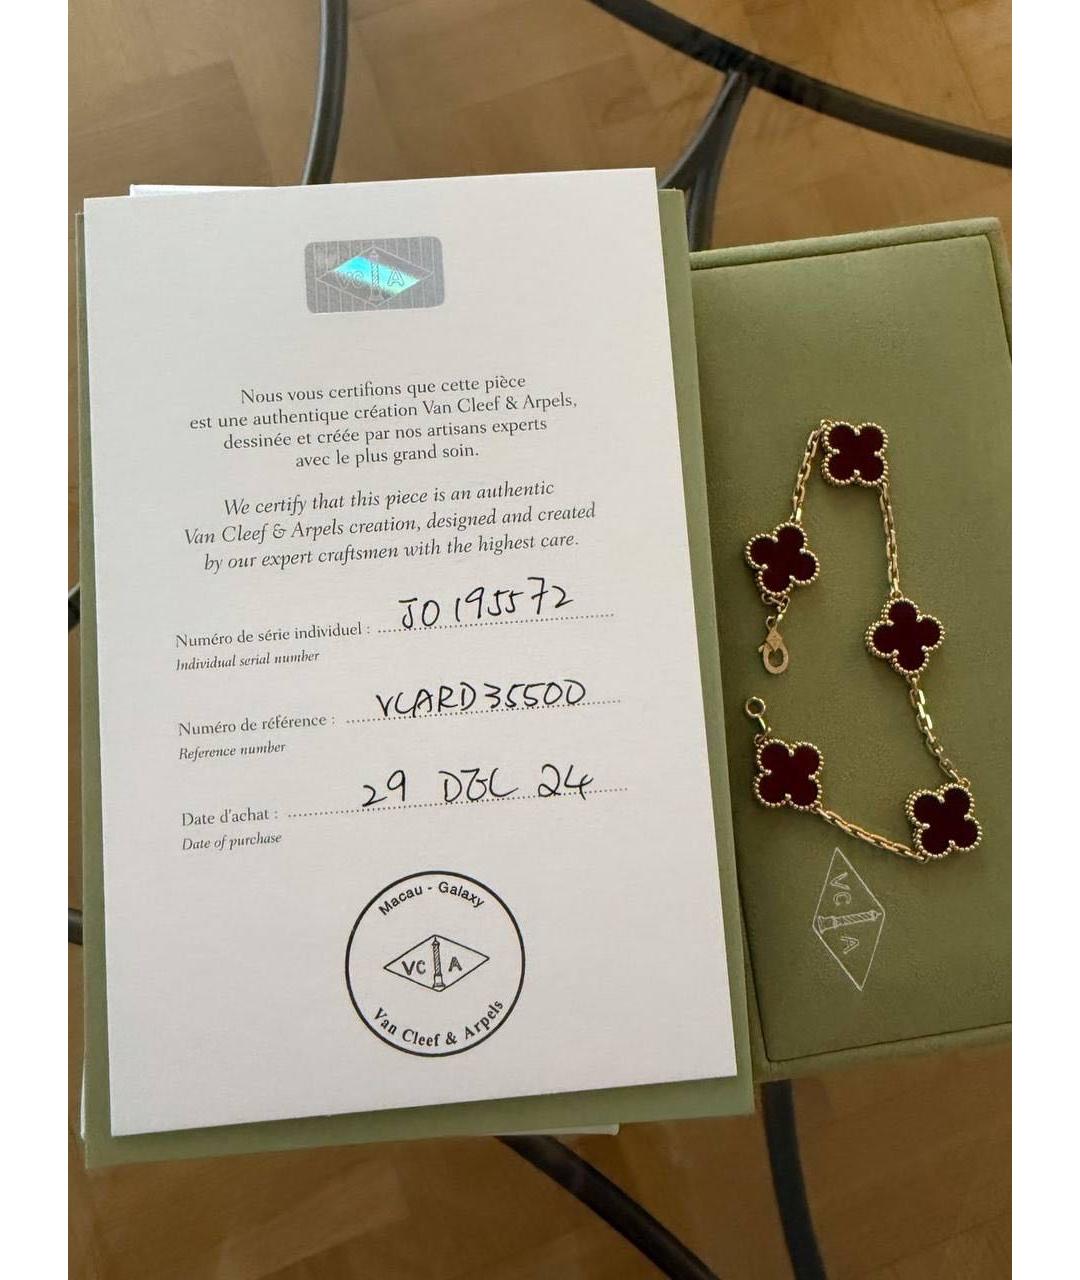 VC A
Nous vous certifions que cette pièce
est une authentique création Van Cleef & Arpels,
dessinée et créée par nos artisans experts
avec le plus grand soin.
We certify that this piece is an authentic
Van Cleef & Arpels creation, designed and created
by our expert craftsmen with the highest care.
Numéro de série individuel : JO195572
Individual serial number
Numéro de référence : VCARD35500
Reference number
Date d'achat : 29 DEC 24
Date of purchase
Macau - Galaxy
VC A
Van Cleef & Arpels
VC A